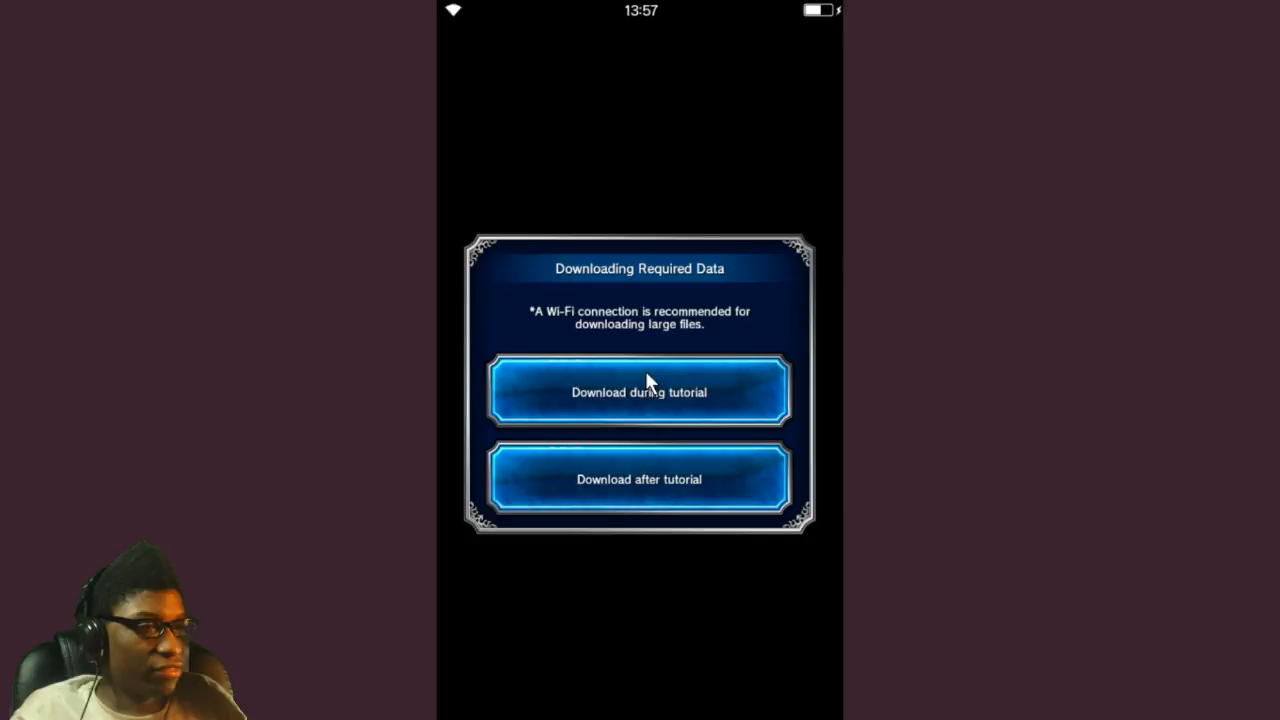 13:57
Downloading Required Data
*A Wi-Fi connection is recommended for
downloading large files.
Download during tutorial
Download after tutorial